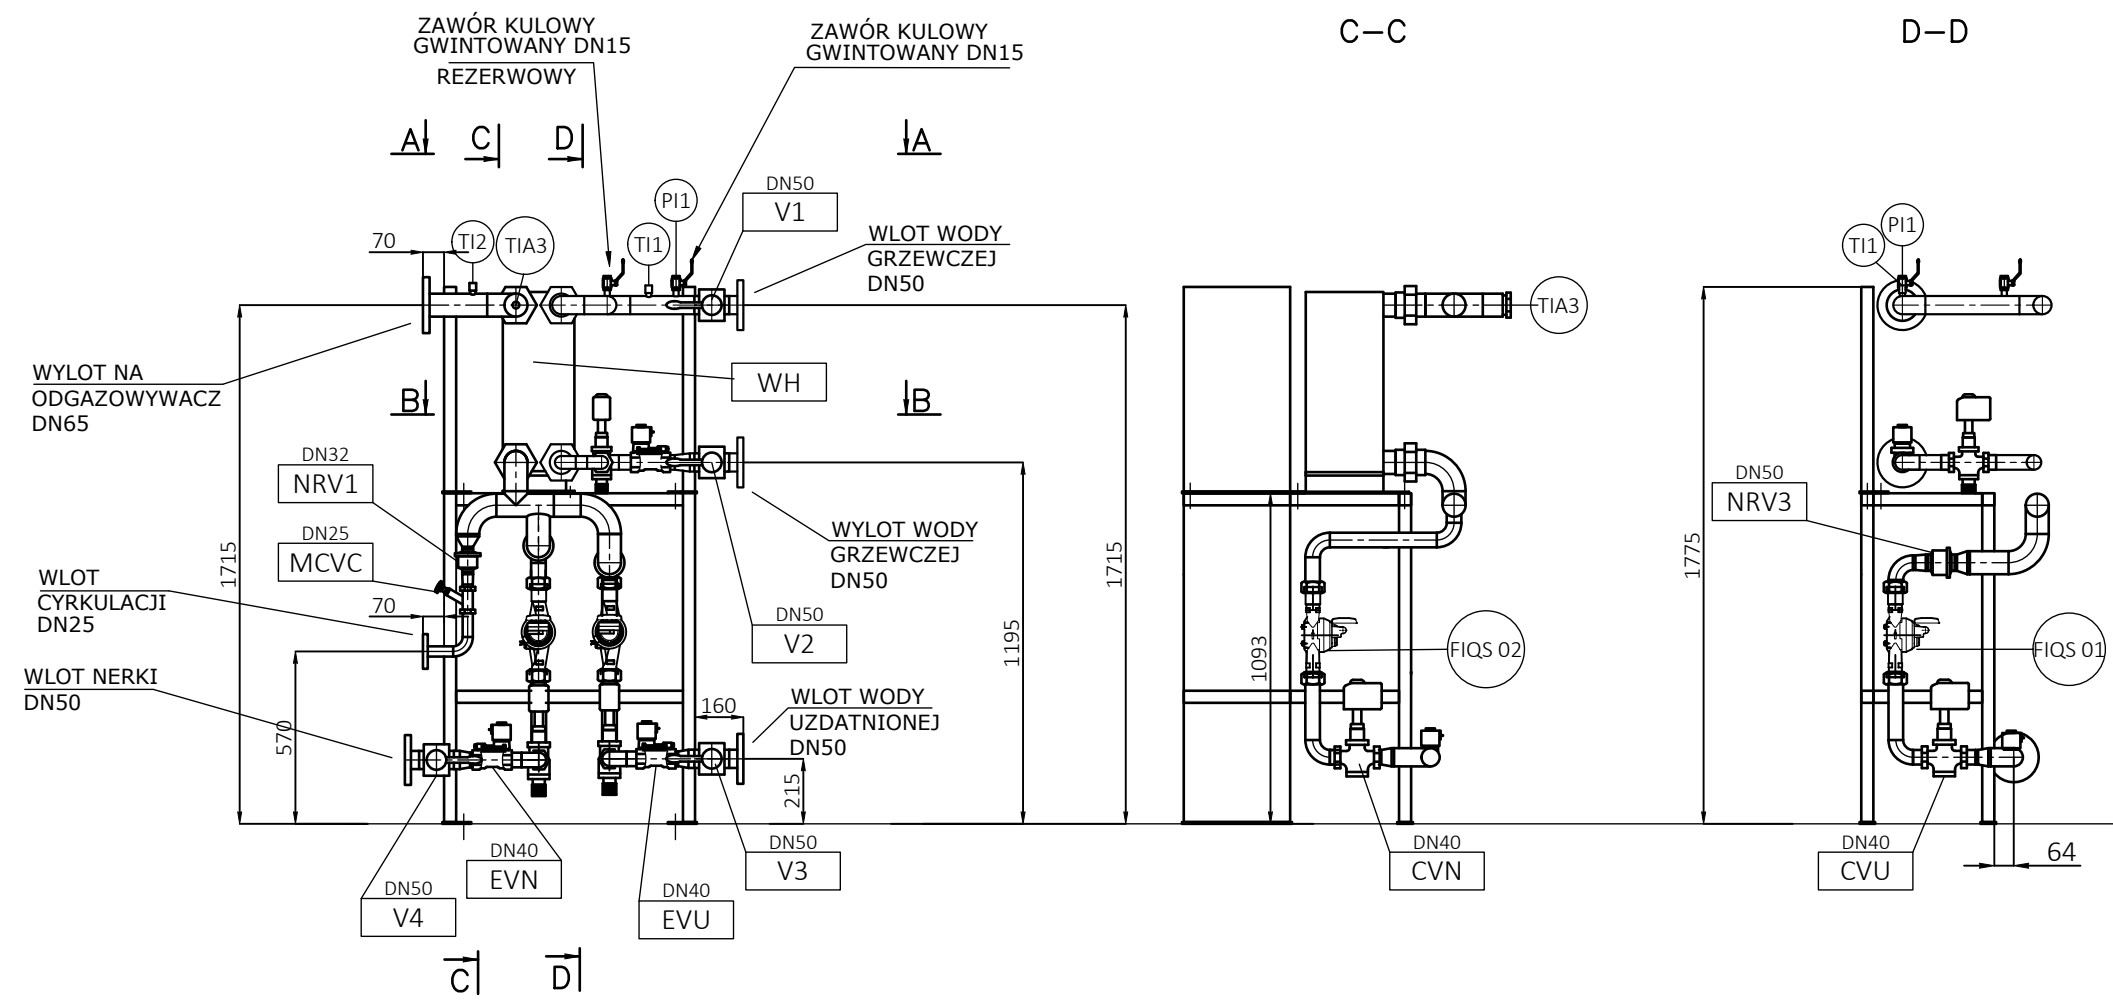 ZAWÓR KULOWY
GWINTOWANY DN15
REZERWOWY
ZAWÓR KULOWY
GWINTOWANY DN15
C-C
D-D
A
C
D
A
DN50
V1
PI1
TI2
TIA3
TI1
70
WLOT WODY
GRZEWCZEJ
DN50
WYLOT NA
ODGAZOWYWACZ
DN65
WH
B
B
DN32
NRV1
DN25
MCVC
WLOT
CYRKULACJI
DN25
70
WLOT NERKI
DN50
1715
570
WYLOT WODY
GRZEWCZEJ
DN50
DN50
V2
160
WLOT WODY
UZDATNIONEJ
DN50
215
1195
1715
DN50
V4
DN40
EVN
DN40
EVU
DN50
V3
C
D
TIA3
1093
FIQS 02
DN40
CVN
TI1
PI1
1775
DN50
NRV3
FIQS 01
DN40
CVU
64